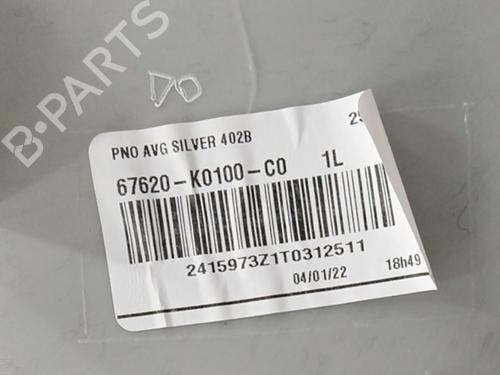 B-PARTS
PNO AVG SILVER 402B
67620-K0100-C0 1L
2415973Z1T0312511
04/01/22 18h49